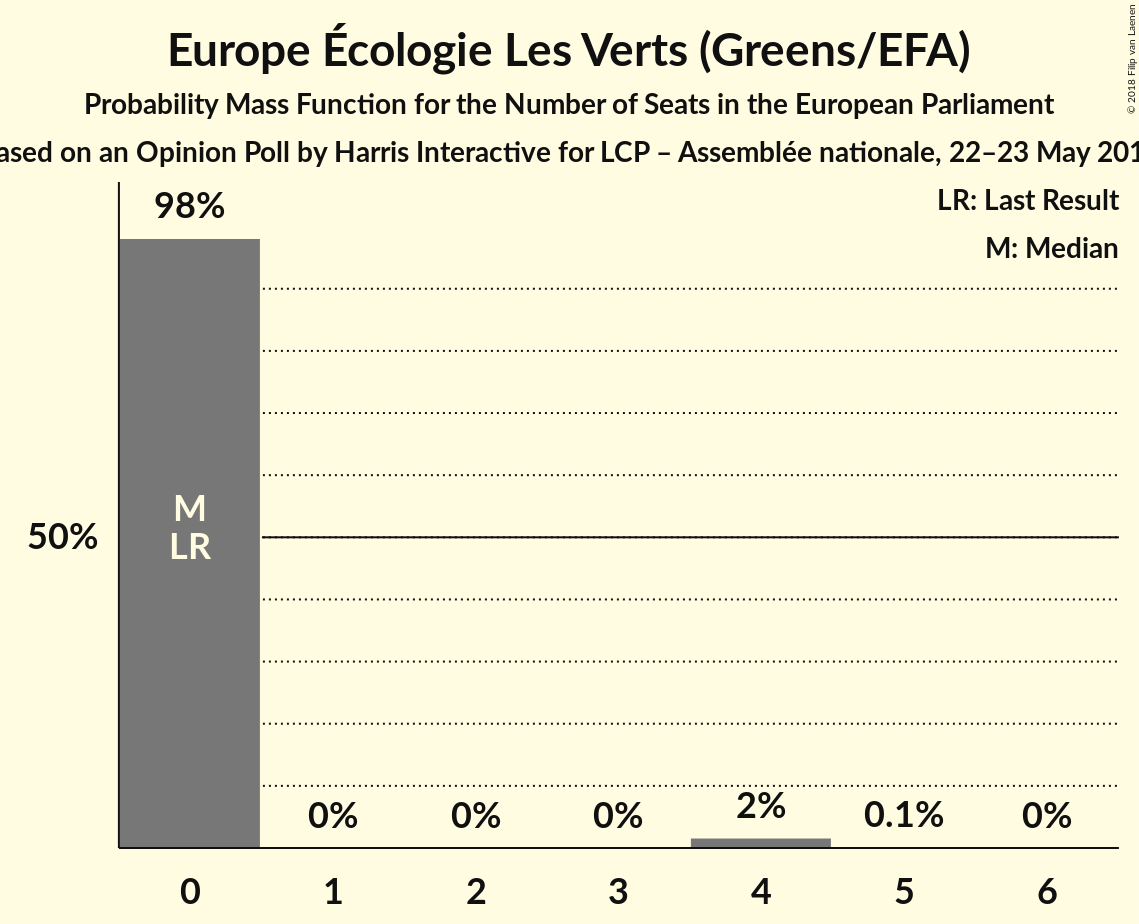 Europe Écologie Les Verts (Greens/EFA)
Probability Mass Function for the Number of Seats in the European Parliament
on an Opinion Poll by Harris Interactive for LCP – Assemblée nationale, 22–23 May
© 2018 Filip van Laenen
LR: Last Result
M: Median
98%
M
LR
50%
0%
0%
0%
2%
0.1%
0%
0
1
2
3
4
5
6